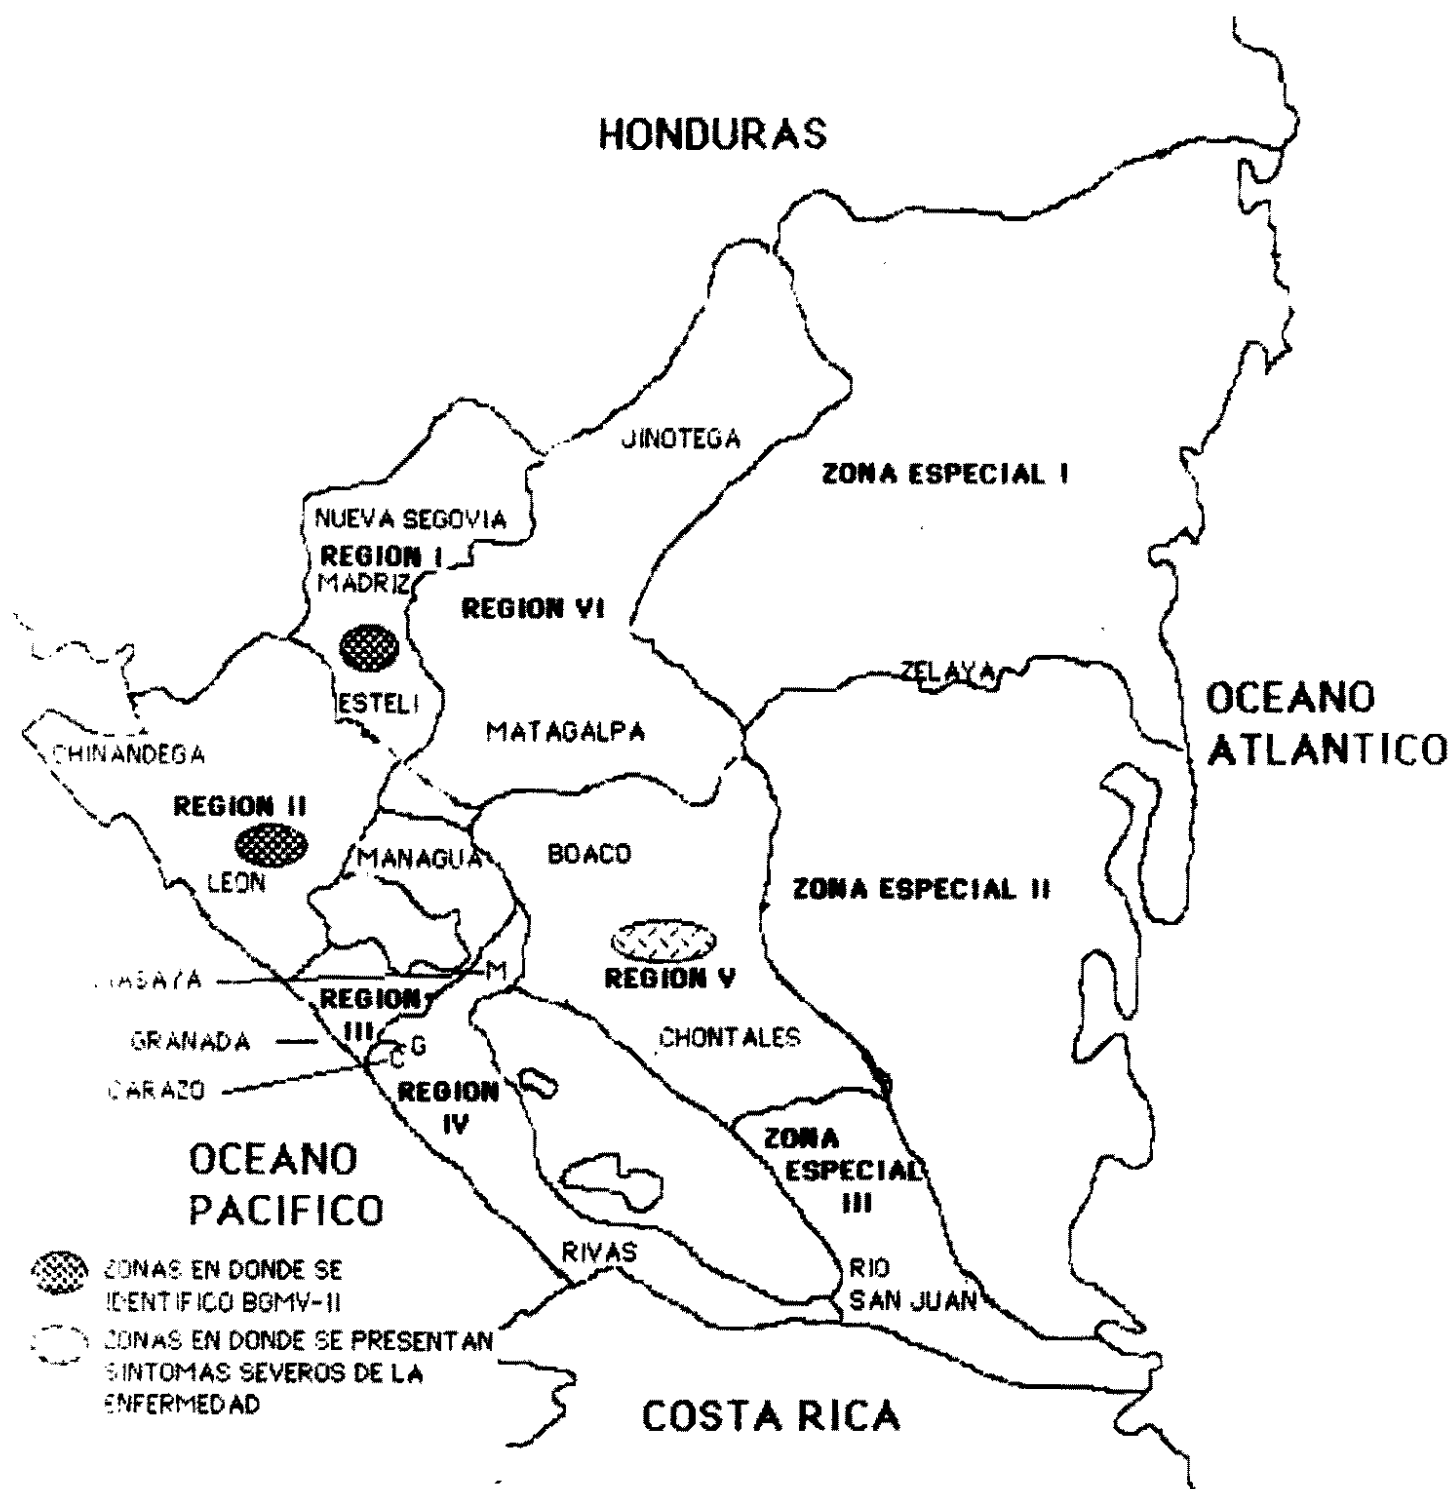 HONDURAS
JINOTEGA
ZONA ESPECIAL I
NUEVA SEGOVIA
REGION I
MADRIZ
REGION VI
ESTELI
ZELAYA
OCEANO
ATLANTICO
MATAGALPA
CHINANDEGA
REGION II
MANAGUA
BOACO
LEON
ZONA ESPECIAL II
MASAYA
M
REGION V
REGION
III
CHONTALES
GRANADA
G
C
CARAZO
REGION
IV
ZONA
ESPECIAL
III
OCEANO
PACIFICO
RIVAS
RIO
SAN JUAN
ZONAS EN DONDE SE
IDENTIFICO BGMV-II
ZONAS EN DONDE SE PRESENTAN
SINTOMAS SEVEROS DE LA
ENFERMEDAD
COSTA RICA